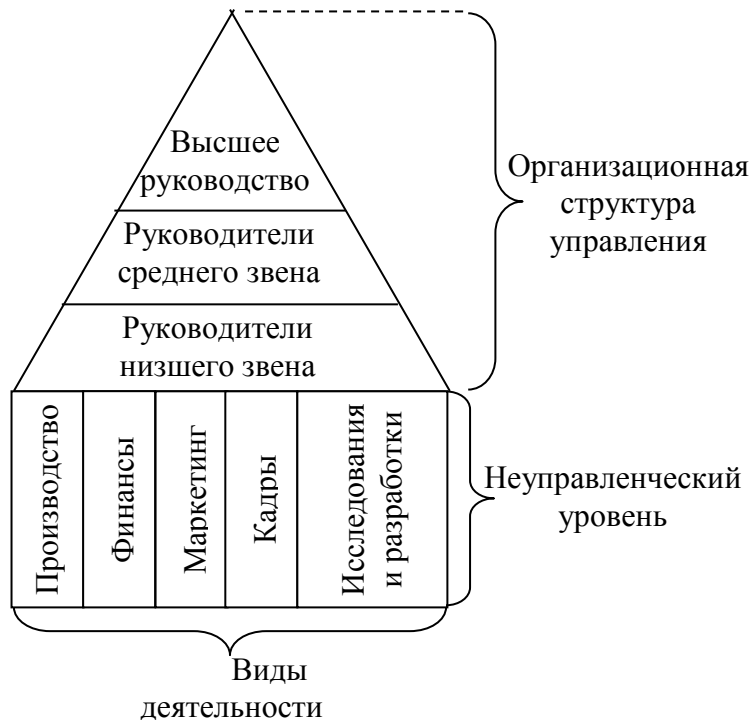 Высшее
руководство
Руководители
среднего звена
Руководители
низшего звена
Организационная
структура
управления
Производство
Финансы
Маркетинг
Кадры
Исследования
и разработки
Неуправленческий
уровень
Виды
деятельности